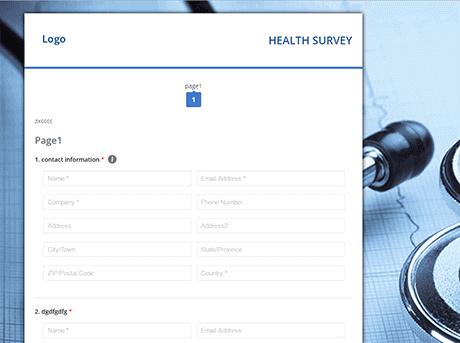 Logo HEALTH SURVEY
page1
1
zxcccc
Page1
1. contact information * i
Name * Email Address *
Company * Phone Number
Address Address2
City/Town State/Province
ZIP/Postal Code Country *
2. dgdfgdfg *
Name * Email Address